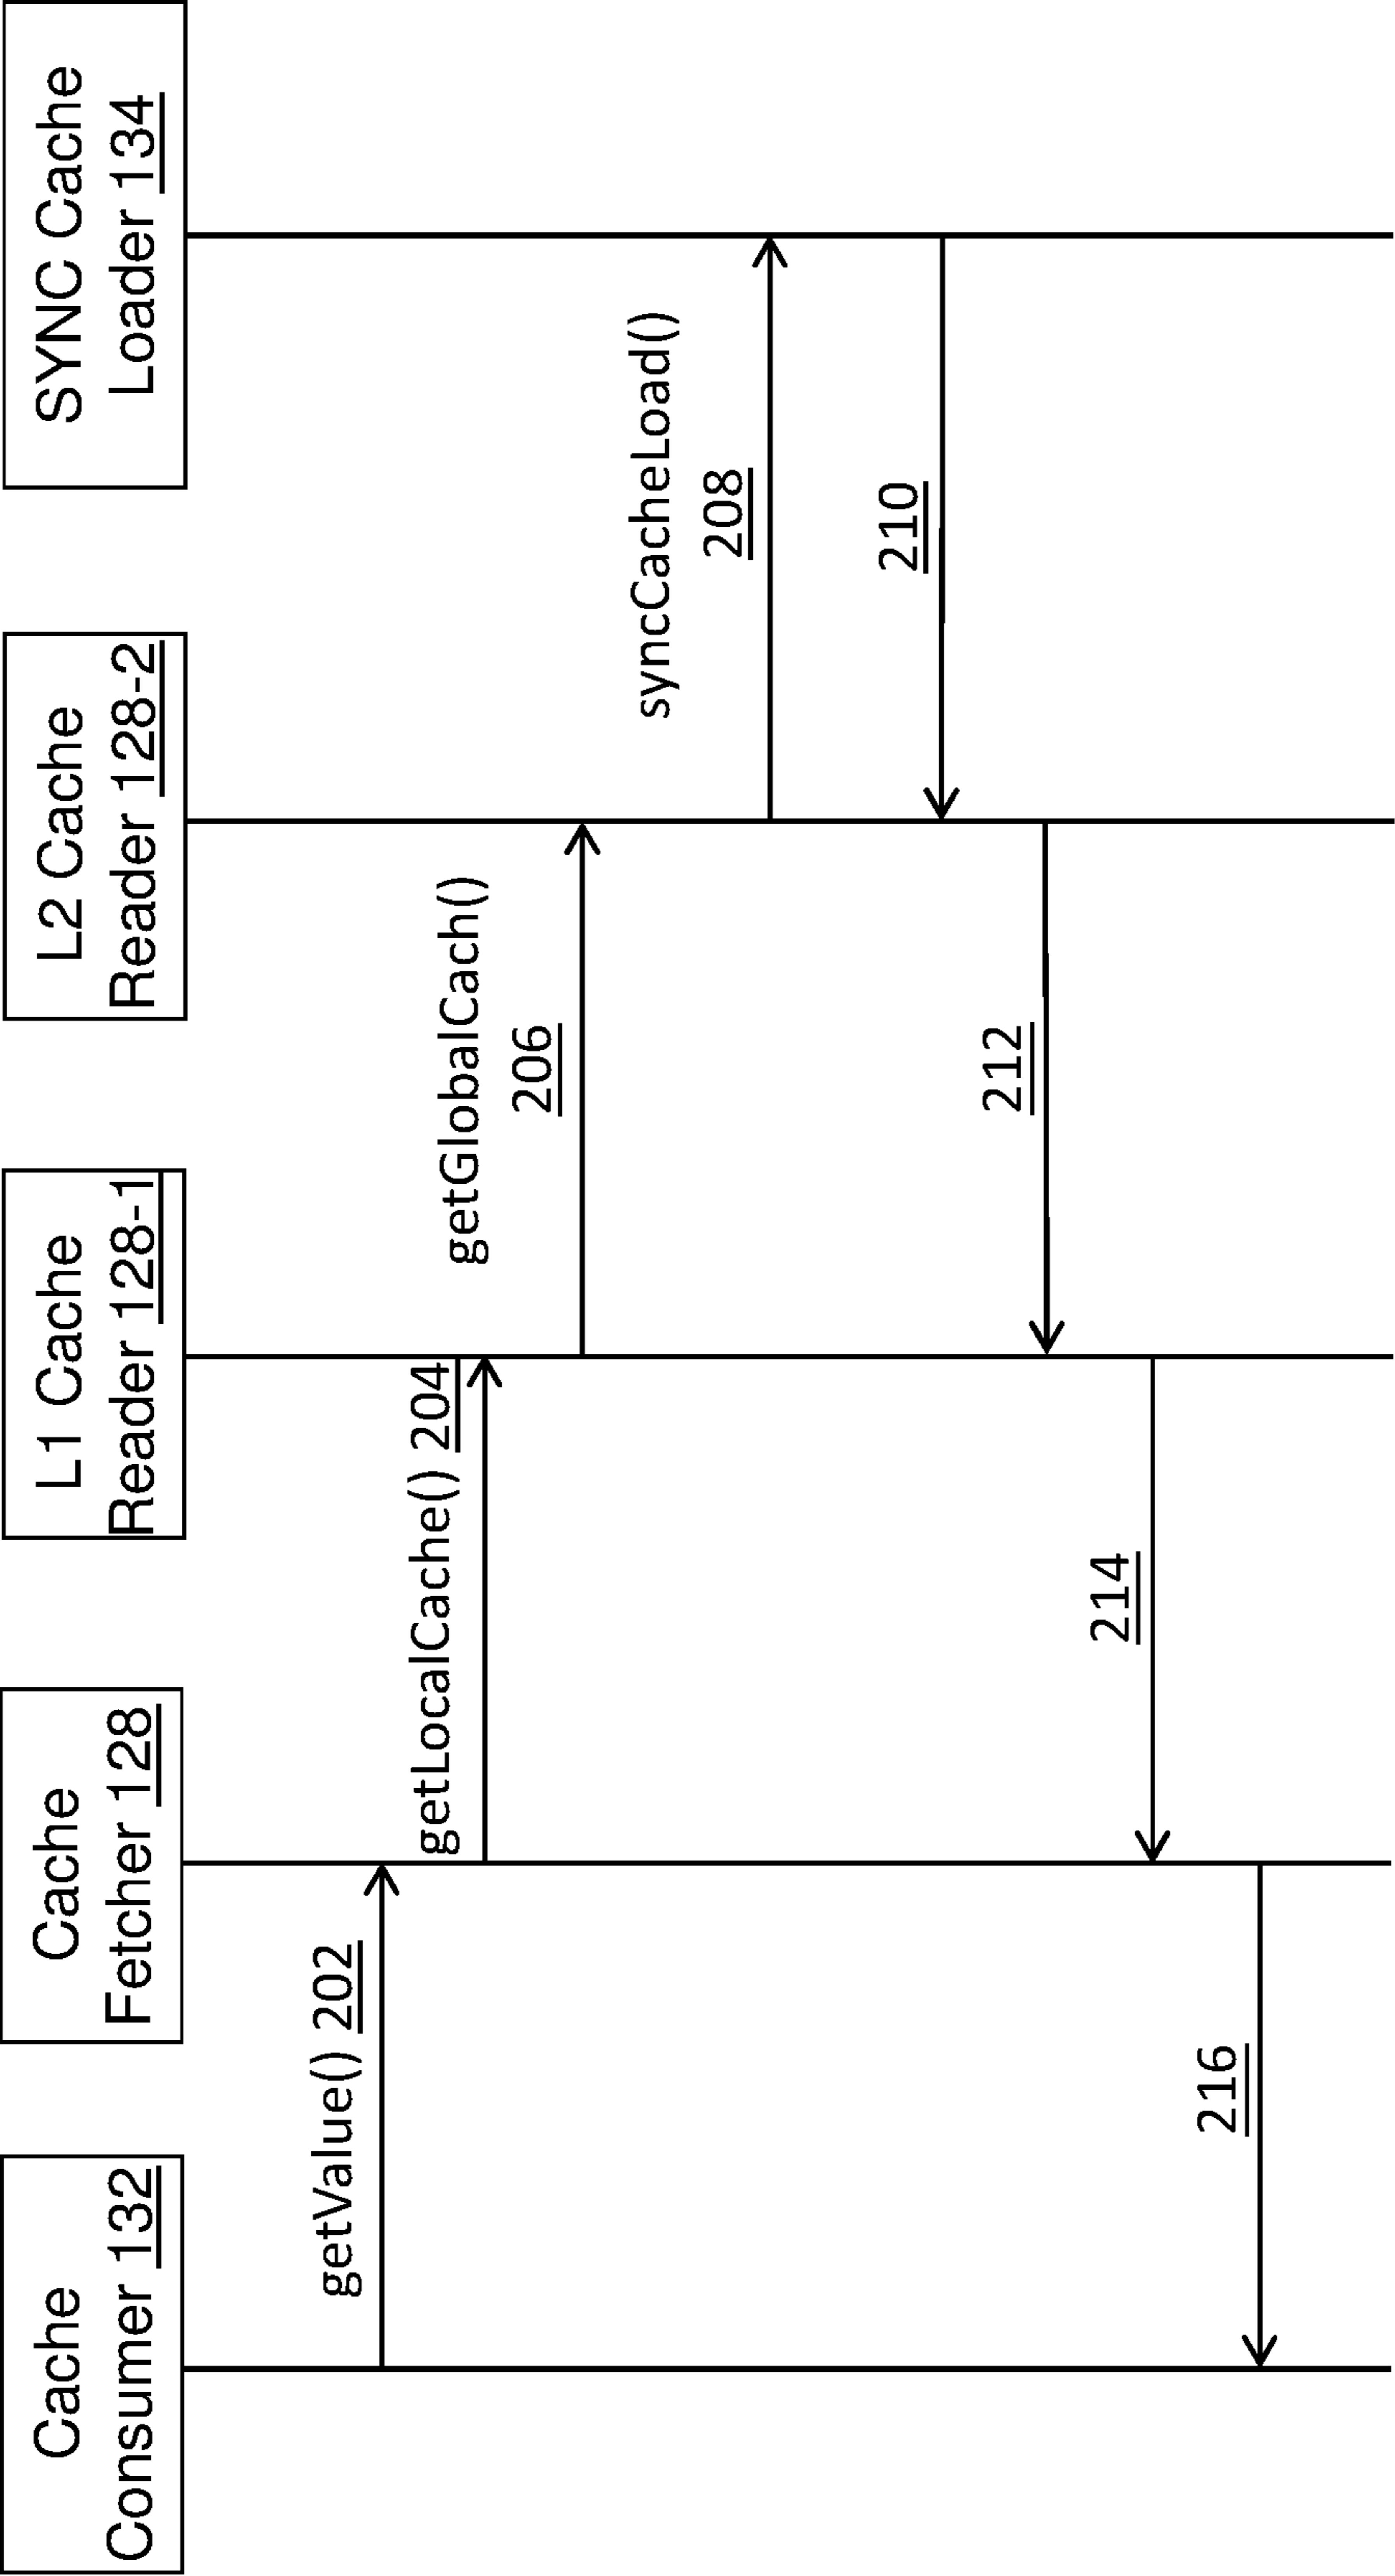 Cache
Consumer 132
Cache
Fetcher 128
L1 Cache
Reader 128-1
L2 Cache
Reader 128-2
SYNC Cache
Loader 134
getValue() 202
getLocalCache() 204
getGlobalCach()
206
syncCacheLoad()
208
210
212
214
216